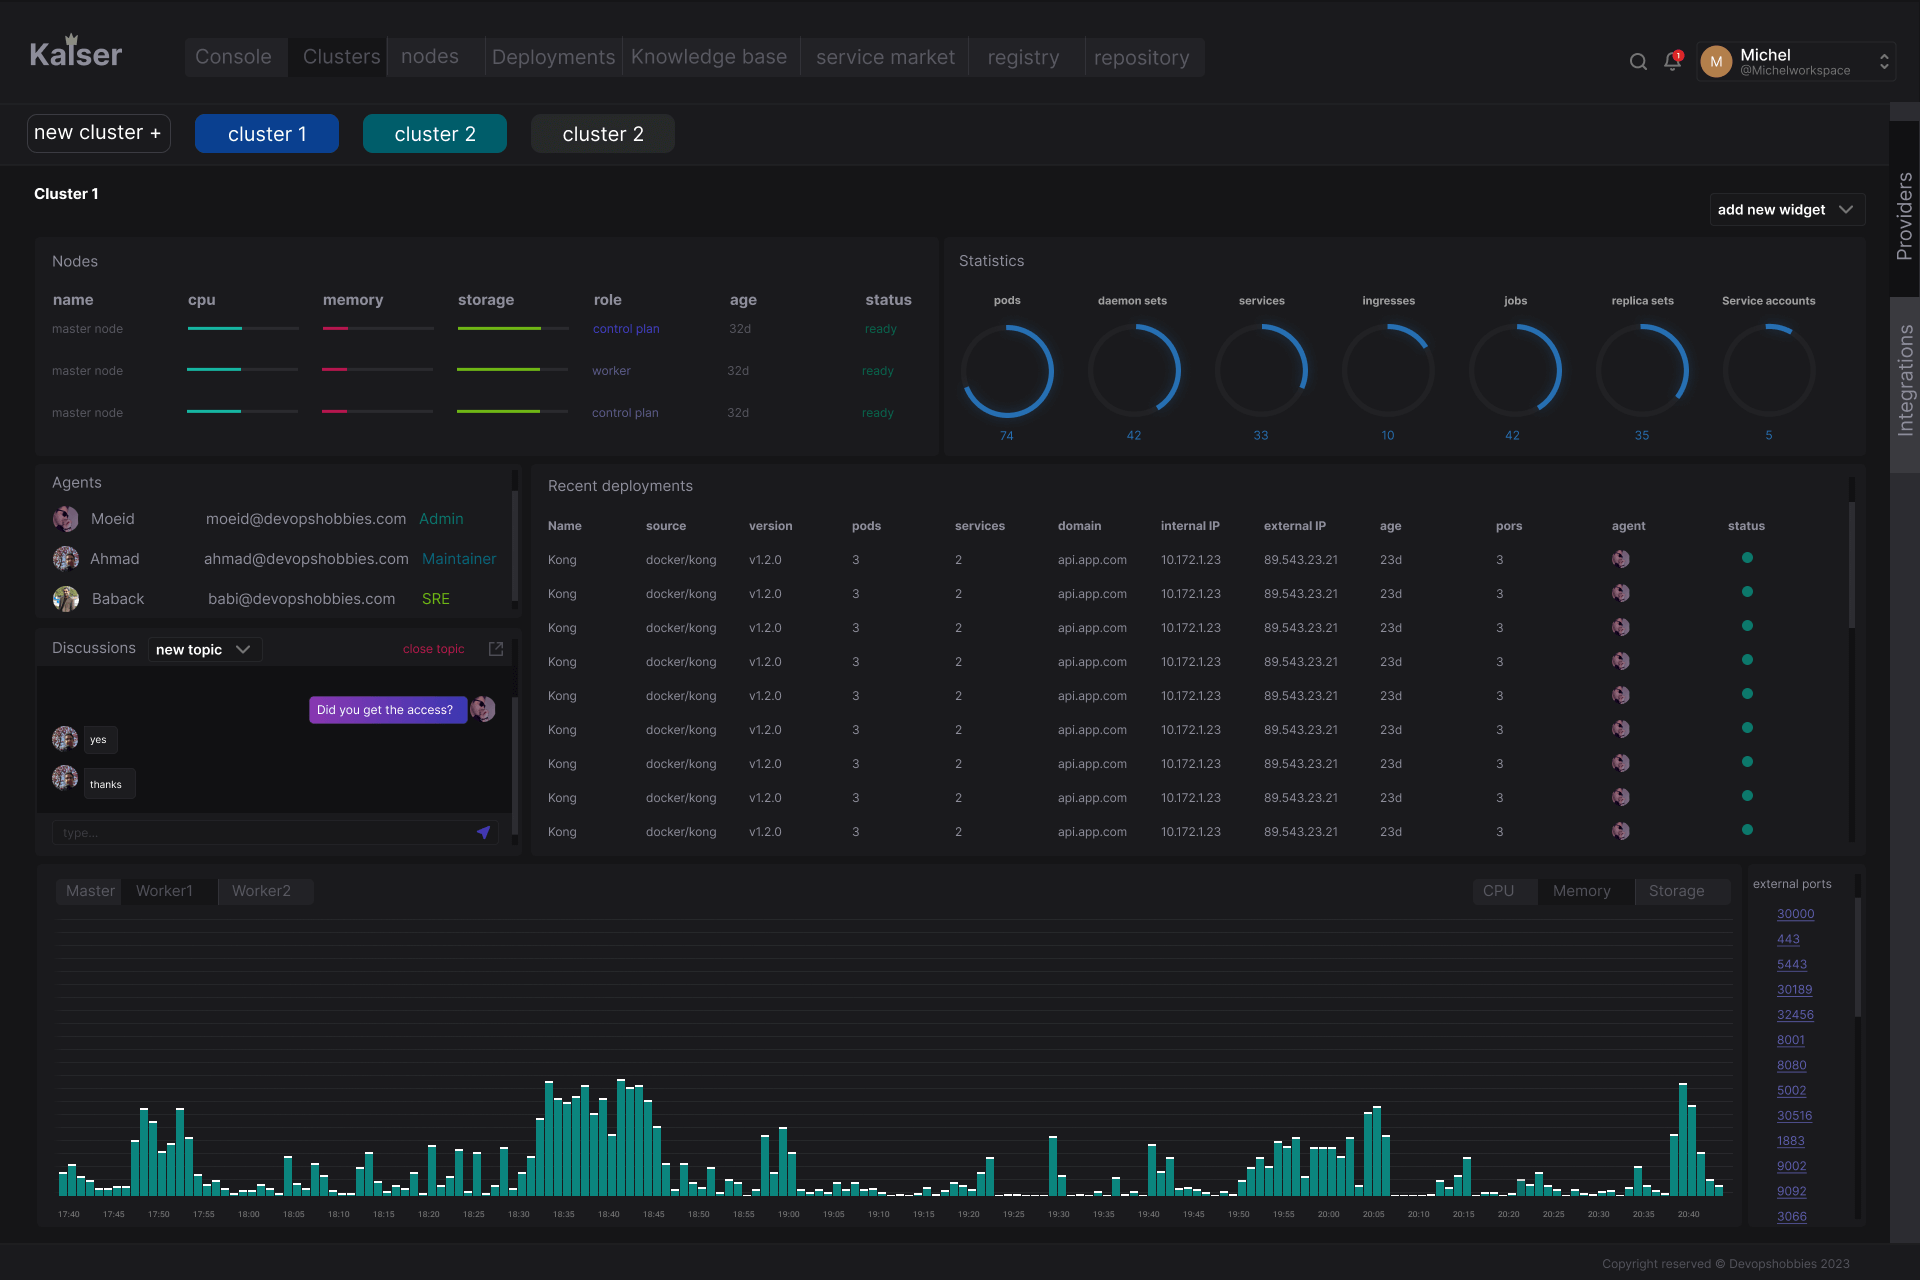 Kaiser
Console Clusters nodes Deployments Knowledge base service market registry repository
1
M
Michel
@Michelworkspace
new cluster + cluster 1 cluster 2 cluster 2
Cluster 1
add new widget
Providers
Integrations
Nodes
name cpu memory storage role age status
master node control plan 32d ready
master node worker 32d ready
master node control plan 32d ready
Statistics
pods daemon sets services ingresses jobs replica sets Service accounts
74 42 33 10 42 35 5
Agents
Moeid moeid@devopshobbies.com Admin
Ahmad ahmad@devopshobbies.com Maintainer
Baback babi@devopshobbies.com SRE
Discussions new topic close topic
Did you get the access?
yes
thanks
type...
Recent deployments
Name source version pods services domain internal IP external IP age pors agent status
Kong docker/kong v1.2.0 3 2 api.app.com 10.172.1.23 89.543.23.21 23d 3
Kong docker/kong v1.2.0 3 2 api.app.com 10.172.1.23 89.543.23.21 23d 3
Kong docker/kong v1.2.0 3 2 api.app.com 10.172.1.23 89.543.23.21 23d 3
Kong docker/kong v1.2.0 3 2 api.app.com 10.172.1.23 89.543.23.21 23d 3
Kong docker/kong v1.2.0 3 2 api.app.com 10.172.1.23 89.543.23.21 23d 3
Kong docker/kong v1.2.0 3 2 api.app.com 10.172.1.23 89.543.23.21 23d 3
Kong docker/kong v1.2.0 3 2 api.app.com 10.172.1.23 89.543.23.21 23d 3
Kong docker/kong v1.2.0 3 2 api.app.com 10.172.1.23 89.543.23.21 23d 3
Kong docker/kong v1.2.0 3 2 api.app.com 10.172.1.23 89.543.23.21 23d 3
Master Worker1 Worker2
CPU Memory Storage
17:40 17:45 17:50 17:55 18:00 18:05 18:10 18:15 18:20 18:25 18:30 18:35 18:40 18:45 18:50 18:55 19:00 19:05 19:10 19:15 19:20 19:25 19:30 19:35 19:40 19:45 19:50 19:55 20:00 20:05 20:10 20:15 20:20 20:25 20:30 20:35 20:40
external ports
30000
443
5443
30189
32456
8001
8080
5002
30516
1883
9002
9092
3066
Copyright reserved © Devopshobbies 2023